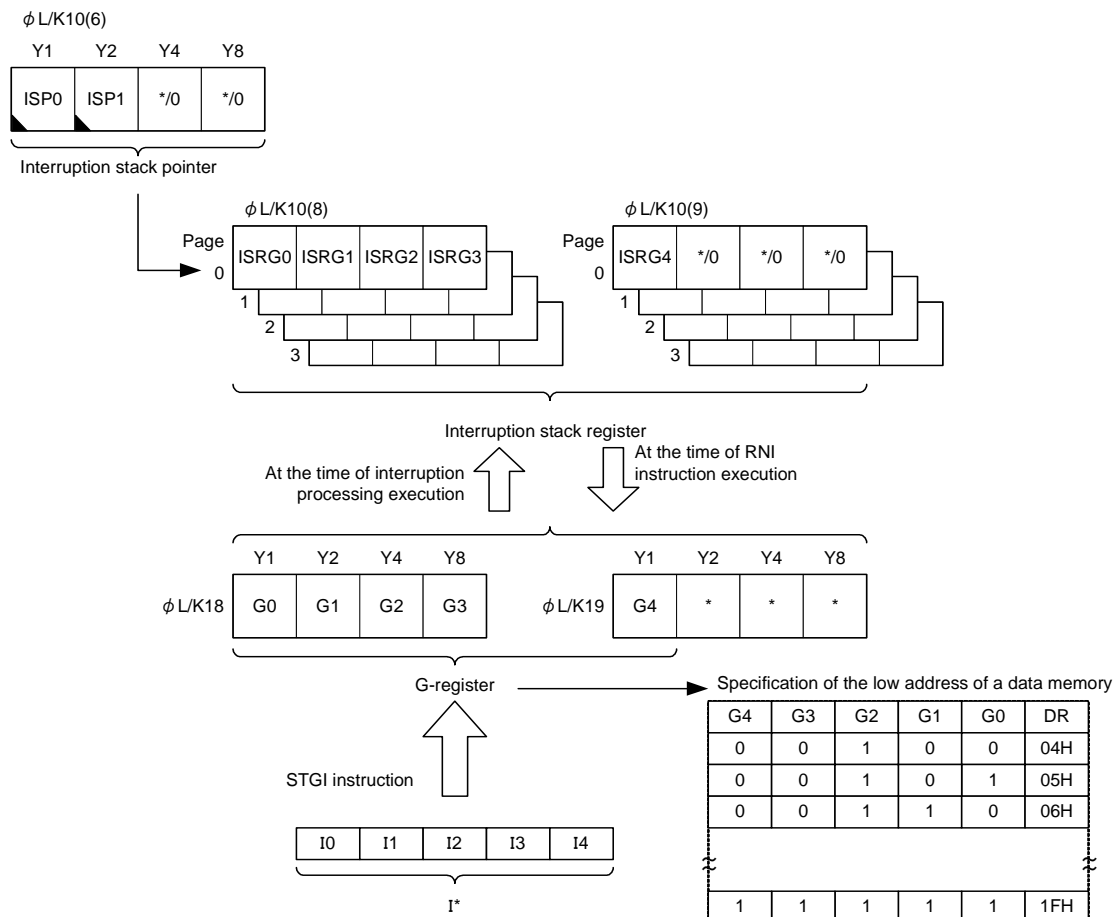 ϕL/K10(6)
Y1 Y2 Y4 Y8
ISP0 ISP1 */0 */0
Interruption stack pointer
ϕL/K10(8) ϕL/K10(9)
Page ISRG0 ISRG1 ISRG2 ISRG3 Page ISRG4 */0 */0 */0
0 0
1 1
2 2
3 3
Interruption stack register
At the time of interruption
processing execution
At the time of RNI
instruction execution
Y1 Y2 Y4 Y8 Y1 Y2 Y4 Y8
ϕL/K18 G0 G1 G2 G3 ϕL/K19 G4 * * *
G-register
Specification of the low address of a data memory
G4 G3 G2 G1 G0 DR
0 0 1 0 0 04H
0 0 1 0 1 05H
0 0 1 1 0 06H
1 1 1 1 1 1FH
STGI instruction
I0 I1 I2 I3 I4
I*